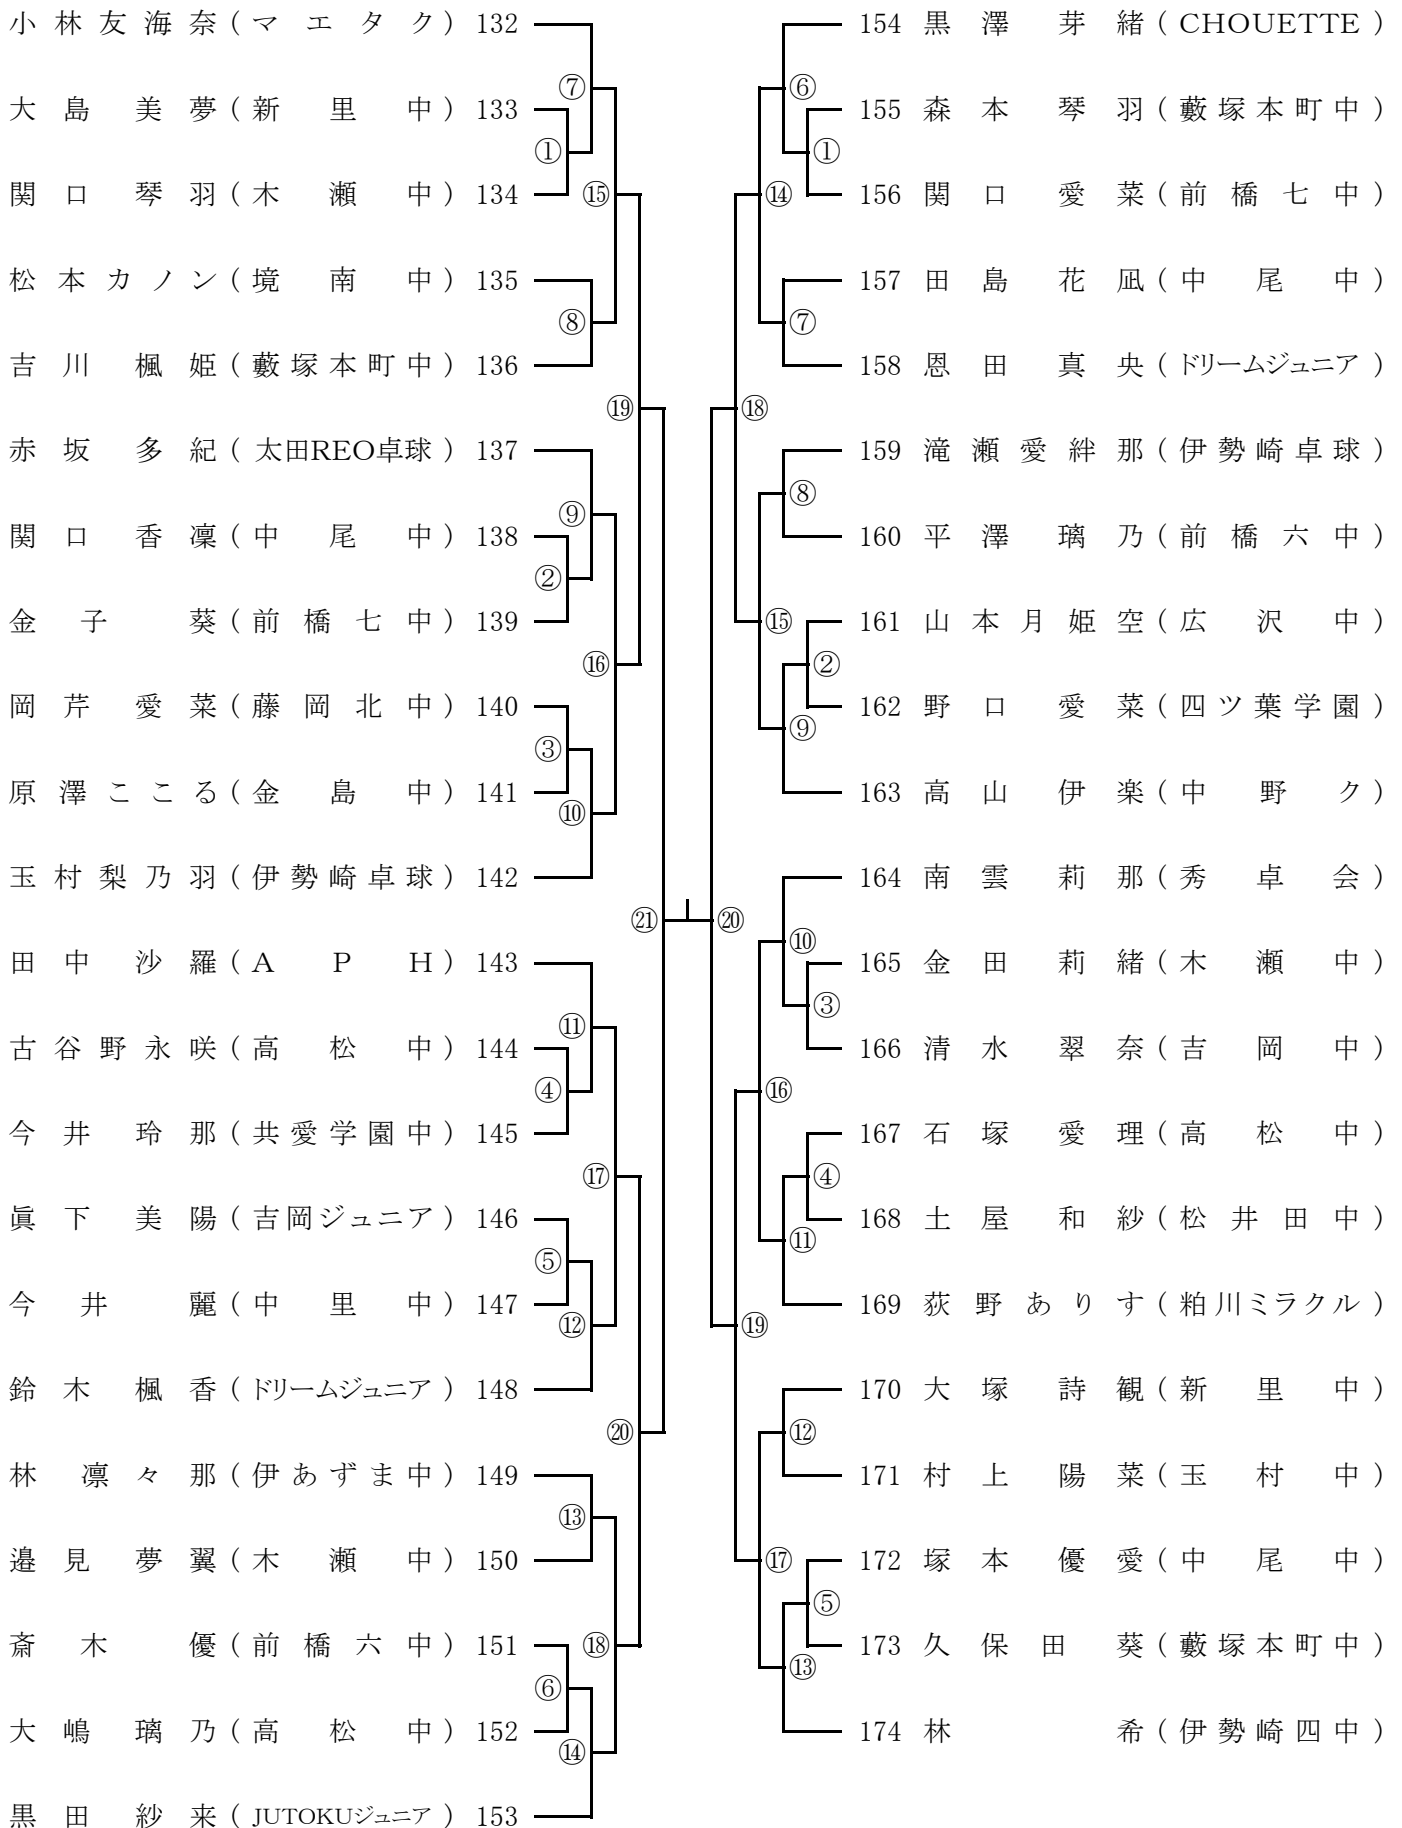 小林友海奈（マエタク）132
⑦
大島美夢（新里中）133
①
関口琴羽（木瀬中）134
⑮
松本カノン（境南中）135
⑧
吉川楓姫（藪塚本町中）136
⑲
赤坂多紀（太田REO卓球）137
⑨
関口香凜（中尾中）138
②
金子葵（前橋七中）139
⑯
岡芹愛菜（藤岡北中）140
③
原澤こころ（金島中）141
⑩
玉村梨乃羽（伊勢崎卓球）142
㉑
田中沙羅（APH）143
⑪
古谷野永咲（高松中）144
④
今井玲那（共愛学園中）145
⑰
眞下美陽（吉岡ジュニア）146
⑤
今井麗（中里中）147
⑫
鈴木楓香（ドリームジュニア）148
⑳
林凛々那（伊あずま中）149
⑬
邉見夢翼（木瀬中）150
斎木優（前橋六中）151
⑱
⑥
大嶋璃乃（高松中）152
⑭
黒田紗来（JUTOKUジュニア）153
154 黒澤芽緒（CHOUETTE）
⑥
155 森本琴羽（藪塚本町中）
①
156 関口愛菜（前橋七中）
⑭
157 田島花凪（中尾中）
⑦
158 恩田真央（ドリームジュニア）
⑱
159 滝瀬愛絆那（伊勢崎卓球）
⑧
160 平澤璃乃（前橋六中）
⑮
161 山本月姫空（広沢中）
②
162 野口愛菜（四ツ葉学園）
⑨
163 高山伊楽（中野ク）
164 南雲莉那（秀卓会）
⑳
⑩
165 金田莉緒（木瀬中）
③
166 清水翠奈（吉岡中）
⑯
167 石塚愛理（高松中）
④
168 土屋和紗（松井田中）
⑪
169 荻野ありす（粕川ミラクル）
⑲
170 大塚詩観（新里中）
⑫
171 村上陽菜（玉村中）
⑰
172 塚本優愛（中尾中）
⑤
173 久保田葵（藪塚本町中）
⑬
174 林希（伊勢崎四中）